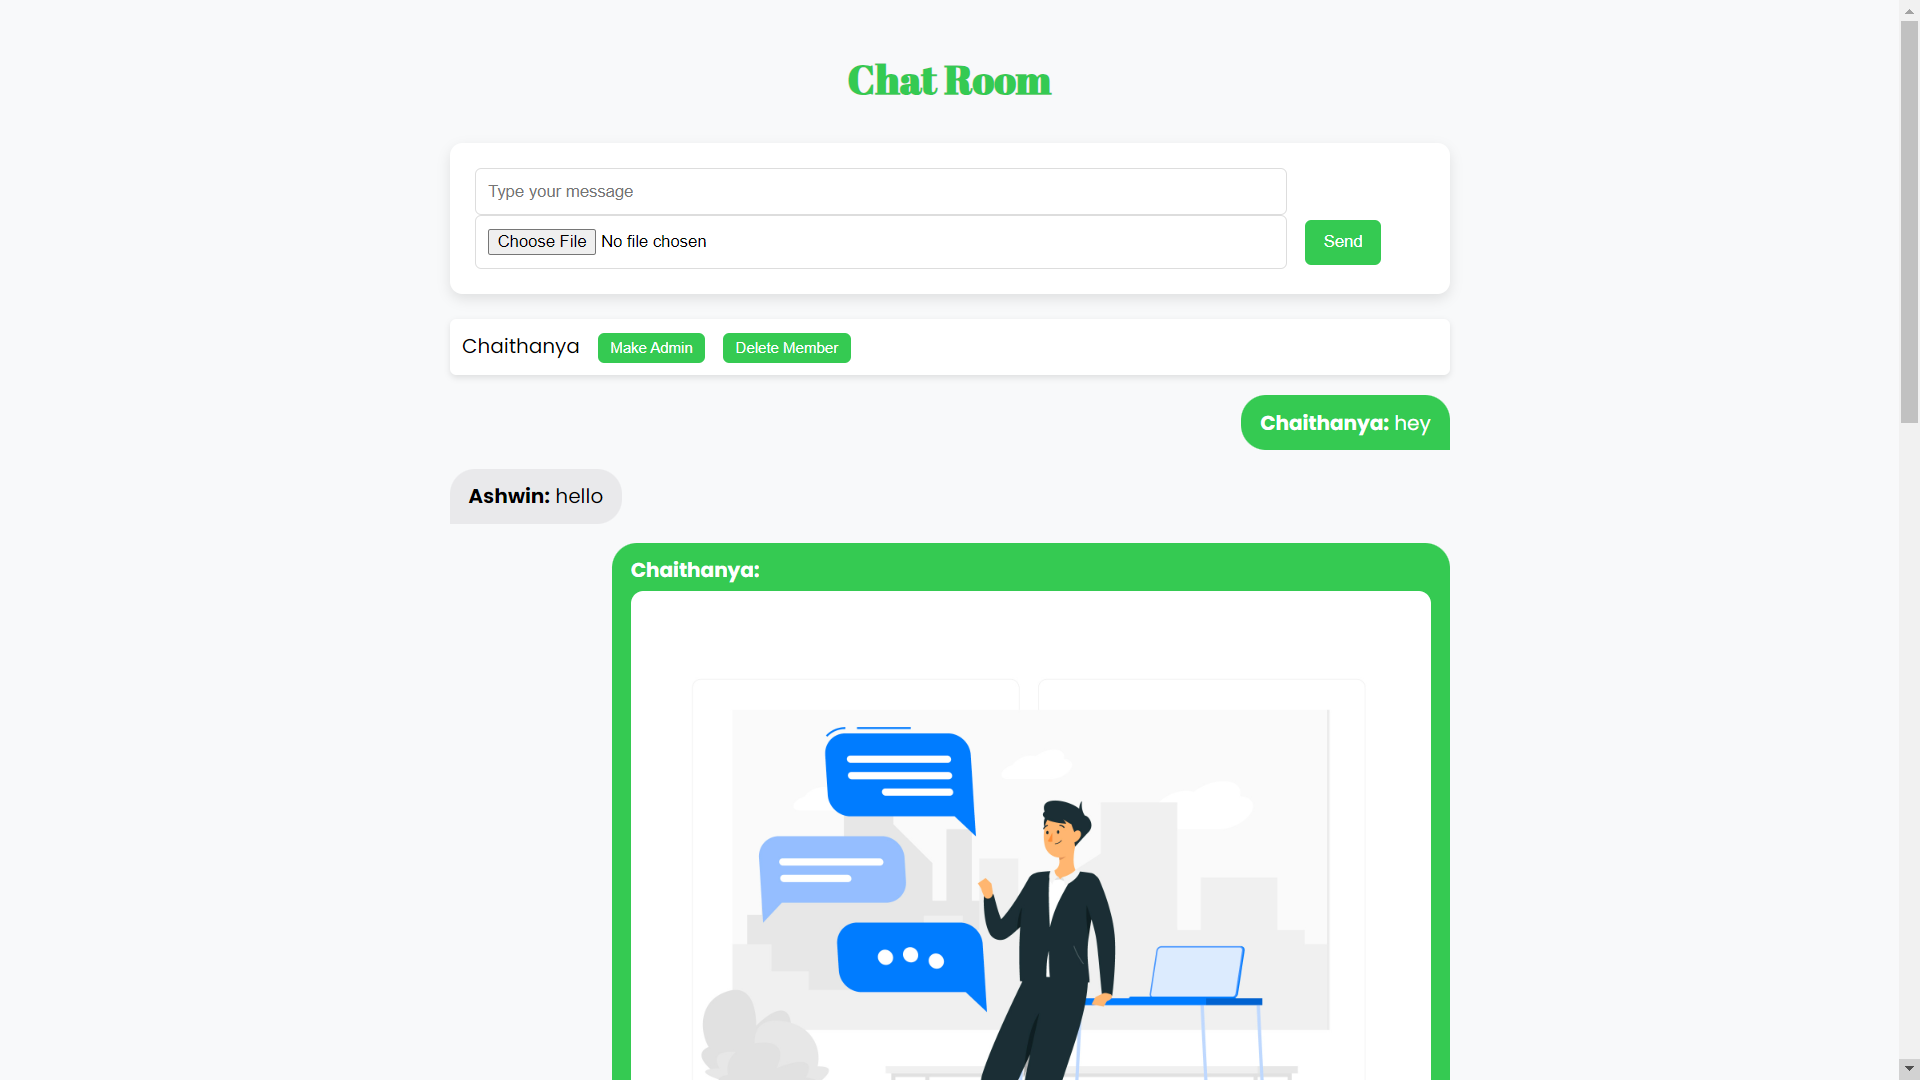 Chat Room
Type your message
Choose File No file chosen
Send
Chaithanya Make Admin Delete Member
Chaithanya: hey
Ashwin: hello
Chaithanya: